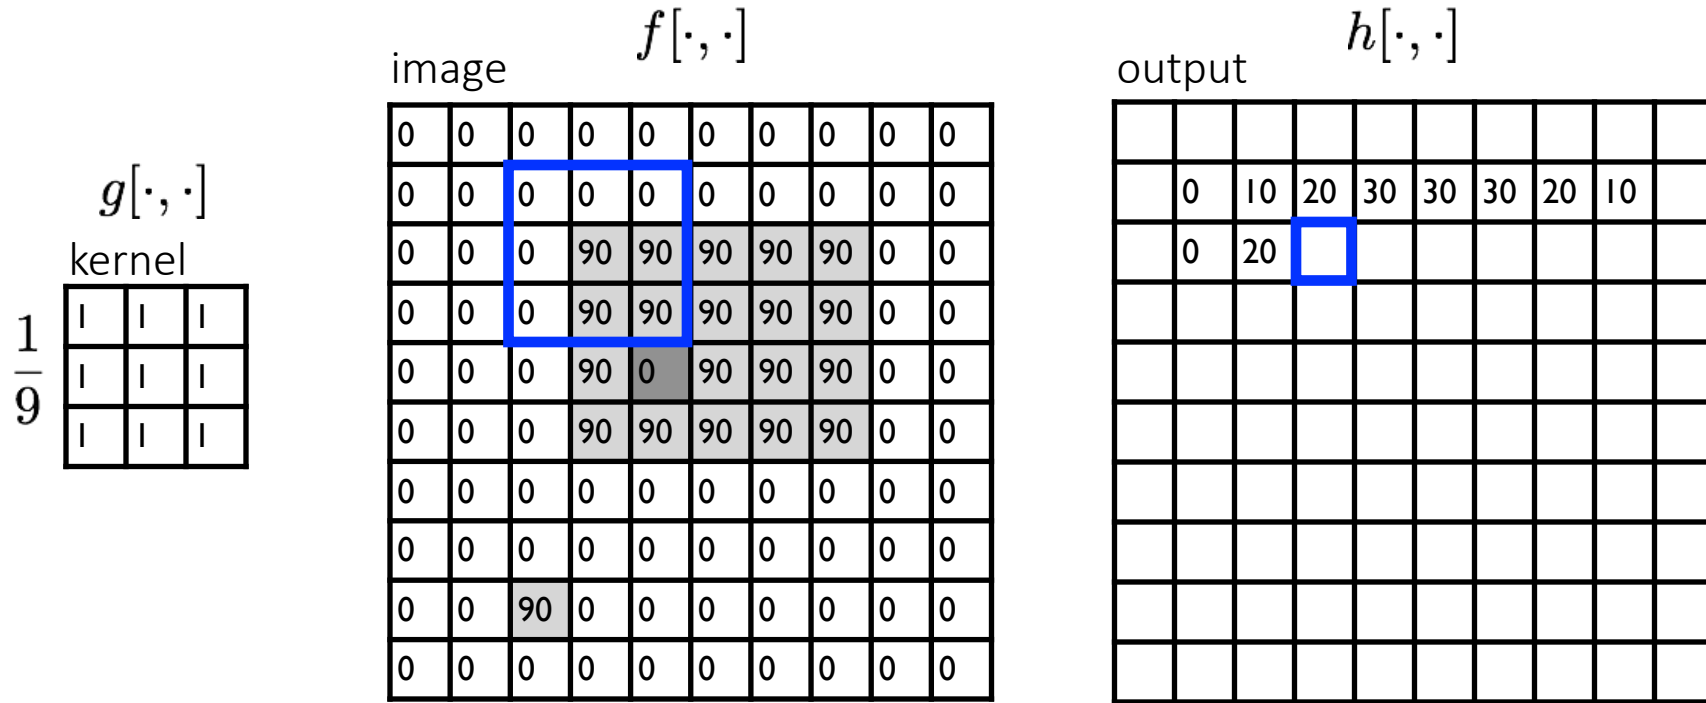 f[·, ·]
h[·, ·]
image
output
g[·, ·]
kernel
1/9
1 1 1
1 1 1
1 1 1
0 0 0 0 0 0 0 0 0 0
0 0 0 0 0 0 0 0 0 0
0 0 0 90 90 90 90 90 0 0
0 0 0 90 90 90 90 90 0 0
0 0 0 90 0 90 90 90 0 0
0 0 0 90 90 90 90 90 0 0
0 0 0 0 0 0 0 0 0 0
0 0 0 0 0 0 0 0 0 0
0 0 90 0 0 0 0 0 0 0
0 0 0 0 0 0 0 0 0 0
0 10 20 30 30 30 20 10
0 20